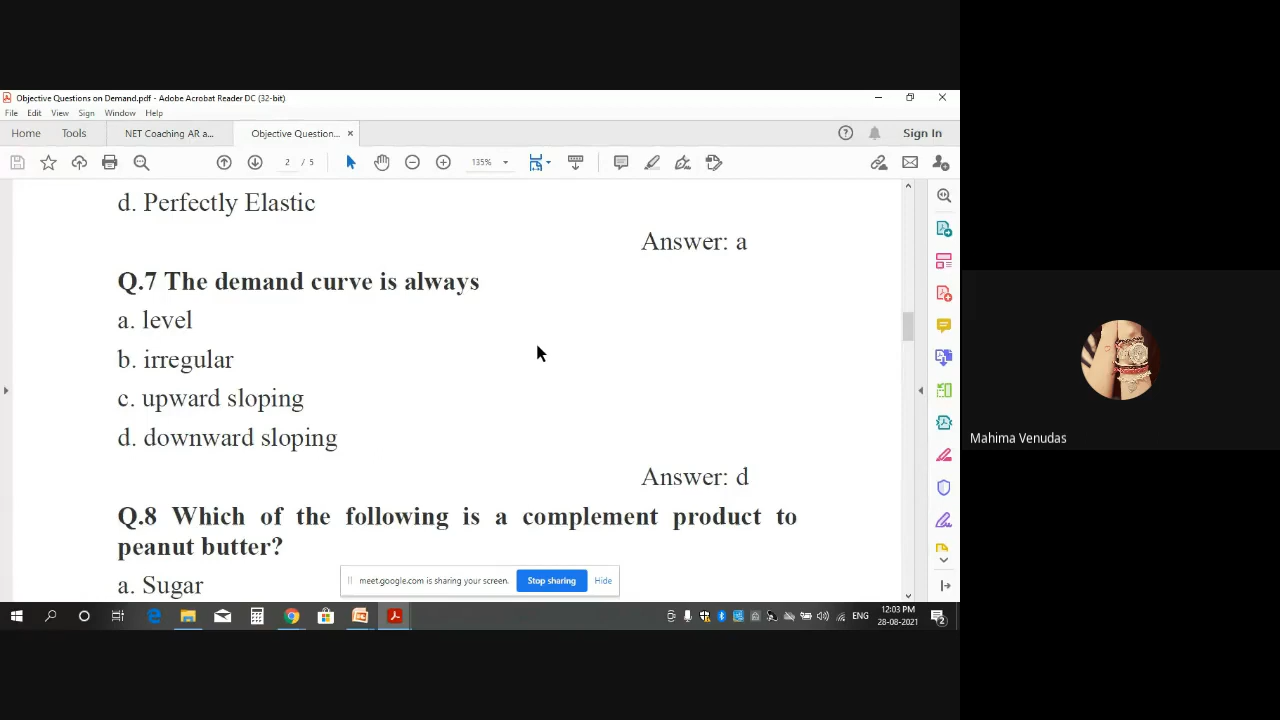 Objective Questions on Demand.pdf - Adobe Acrobat Reader DC (32-bit)
File Edit View Sign Window Help
Home Tools NET Coaching AR a... Objective Question... × Sign In
2 / 5 135%
d. Perfectly Elastic
Answer: a
Q.7 The demand curve is always
a. level
b. irregular
c. upward sloping
d. downward sloping
Answer: d
Q.8 Which of the following is a complement product to
peanut butter?
a. Sugar
meet.google.com is sharing your screen. Stop sharing Hide
Mahima Venudas
ENG 12:03 PM
28-08-2021
2